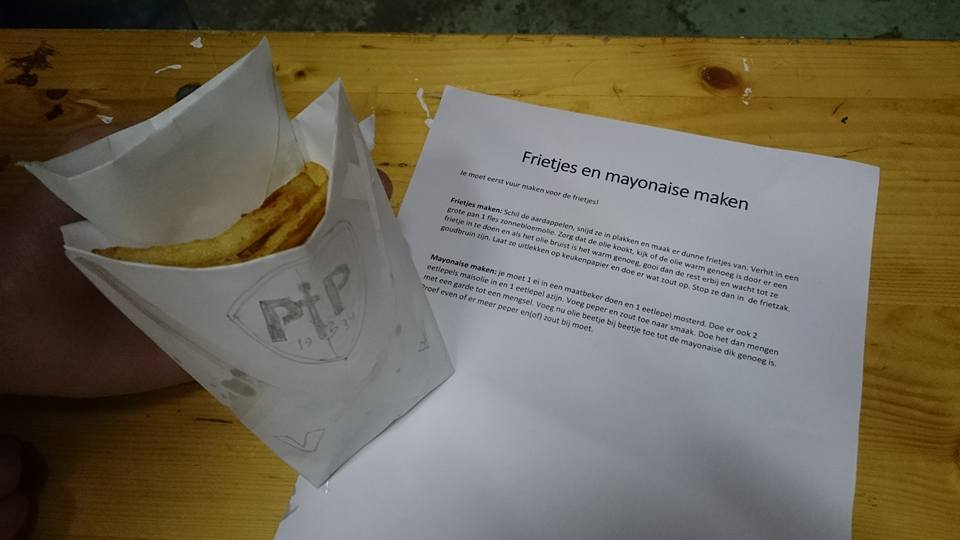 Frietjes en mayonaise maken
Je moet eerst vuur maken voor de frietjes!
Frietjes maken: Schil de aardappelen, snijd ze in plakken en maak er dunne frietjes van. Verhit in een
grote pan 1 fles zonnebloemolie. Zorg dat de olie kookt, kijk of de olie warm genoeg is door er een
frietje in te doen en als het olie bruist is het warm genoeg, gooi dan de rest erbij en wacht tot ze
goudbruin zijn. Laat ze uitlekken op keukenpapier en doe er wat zout op. Stop ze dan in de frietzak.
Mayonaise maken: je moet 1 ei in een maatbeker doen en 1 eetlepel mosterd. Doe er ook 2
eetlepels maisolie in en 1 eetlepel azijn. Voeg peper en zout toe naar smaak. Doe het dan mengen
met een garde tot een mengsel. Voeg nu olie beetje bij beetje toe tot de mayonaise dik genoeg is.
Proef even of er meer peper en(of) zout bij moet.
PfP
19